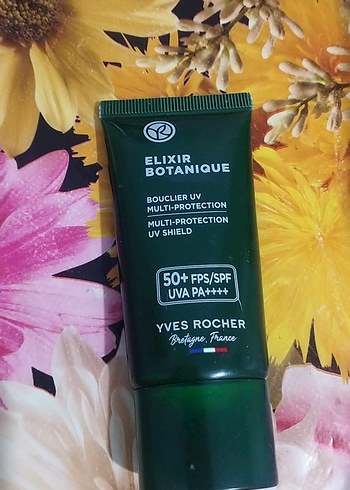 ELIXIR
BOTANIQUE
BOUCLIER UV
MULTI-PROTECTION
MULTI-PROTECTION
UV SHIELD
50+ FPS/SPF
UVA PA++++
YVES ROCHER
Bretagne, France